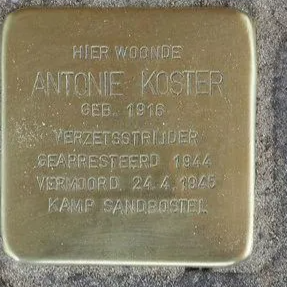 HIER WOONDE
ANTONIE KOSTER
GEB. 1916
VERZETSSTRIJDER
GEARRESTEERD 1944
VERMOORD 24.4.1945
KAMP SANDBOSTEL